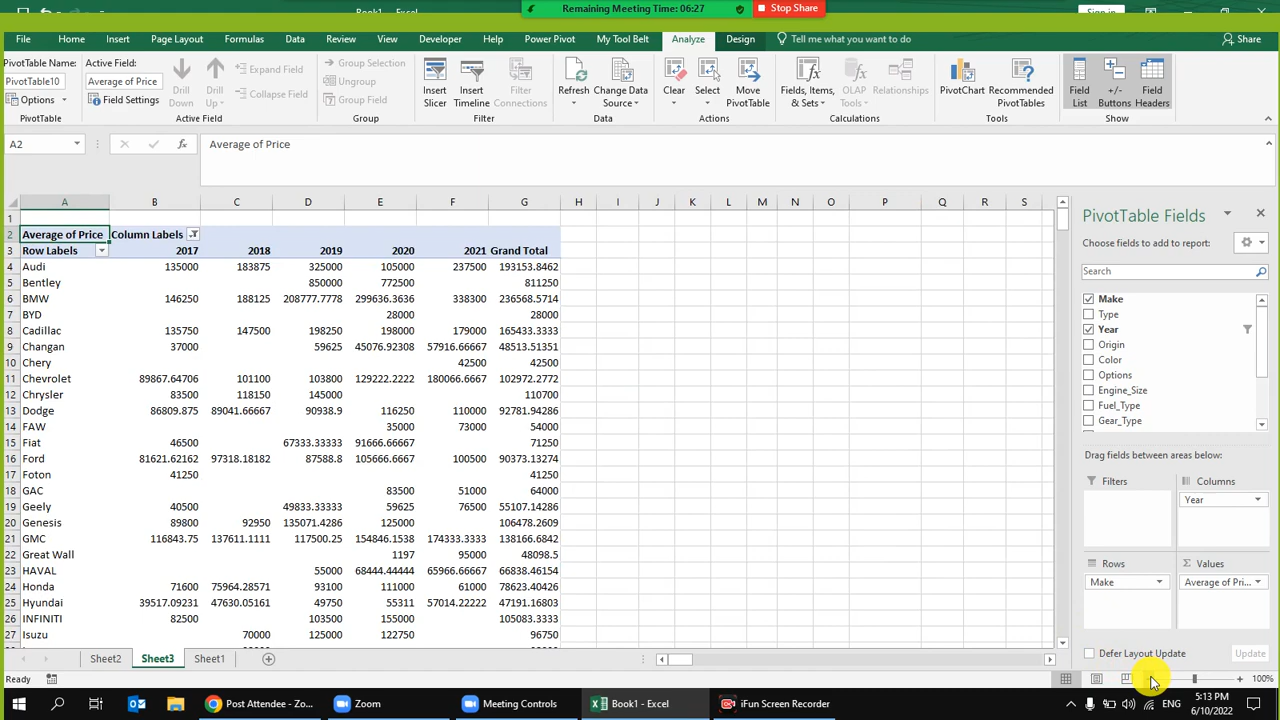 Book1 - Excel
Remaining Meeting Time: 06:27
Stop Share
Sign in
File Home Insert Page Layout Formulas Data Review View Developer Help Power Pivot My Tool Belt Analyze Design Tell me what you want to do Share
PivotTable Name:
PivotTable10
Options
PivotTable
Active Field:
Average of Price
Field Settings
Drill Down
Drill Up
Expand Field
Collapse Field
Active Field
Group Selection
Ungroup
Group Field
Group
Insert Slicer
Insert Timeline
Filter Connections
Filter
Refresh
Change Data Source
Data
Clear
Select
Move PivotTable
Actions
Fields, Items, & Sets
OLAP Tools
Relationships
Calculations
PivotChart
Recommended PivotTables
Tools
Field List
+/- Buttons
Field Headers
Show
A2 fx Average of Price
A B C D E F G H I J K L M N O P Q R S
1
2 Average of Price Column Labels
3 Row Labels 2017 2018 2019 2020 2021 Grand Total
4 Audi 135000 183875 325000 105000 237500 193153.8462
5 Bentley 850000 772500 811250
6 BMW 146250 188125 208777.7778 299636.3636 338300 236568.5714
7 BYD 28000 28000
8 Cadillac 135750 147500 198250 198000 179000 165433.3333
9 Changan 37000 59625 45076.92308 57916.66667 48513.51351
10 Chery 42500 42500
11 Chevrolet 89867.64706 101100 103800 129222.2222 180066.6667 102972.2772
12 Chrysler 83500 118150 145000 110700
13 Dodge 86809.875 89041.66667 90938.9 116250 110000 92781.94286
14 FAW 35000 73000 54000
15 Fiat 46500 67333.33333 91666.66667 71250
16 Ford 81621.62162 97318.18182 87588.8 105666.6667 100500 90373.13274
17 Foton 41250 41250
18 GAC 83500 51000 64000
19 Geely 40500 49833.33333 59625 76500 55107.14286
20 Genesis 89800 92950 135071.4286 125000 106478.2609
21 GMC 116843.75 137611.1111 117500.25 154846.1538 174333.3333 138166.6842
22 Great Wall 1197 95000 48098.5
23 HAVAL 55000 68444.44444 65966.66667 66838.46154
24 Honda 71600 75964.28571 93100 111000 61000 78623.40426
25 Hyundai 39517.09231 47630.05161 49750 55311 57014.22222 47191.16803
26 INFINITI 82500 103500 155000 105083.3333
27 Isuzu 70000 125000 122750 96750
PivotTable Fields
Choose fields to add to report:
Search
Make
Type
Year
Origin
Color
Options
Engine_Size
Fuel_Type
Gear_Type
Drag fields between areas below:
Filters
Columns
Year
Rows
Make
Σ Values
Average of Pri...
Defer Layout Update
Update
Sheet2 Sheet3 Sheet1
Ready
100%
Post Attendee - Zo...
Zoom
Meeting Controls
Book1 - Excel
iFun Screen Recorder
ENG
5:13 PM
6/10/2022